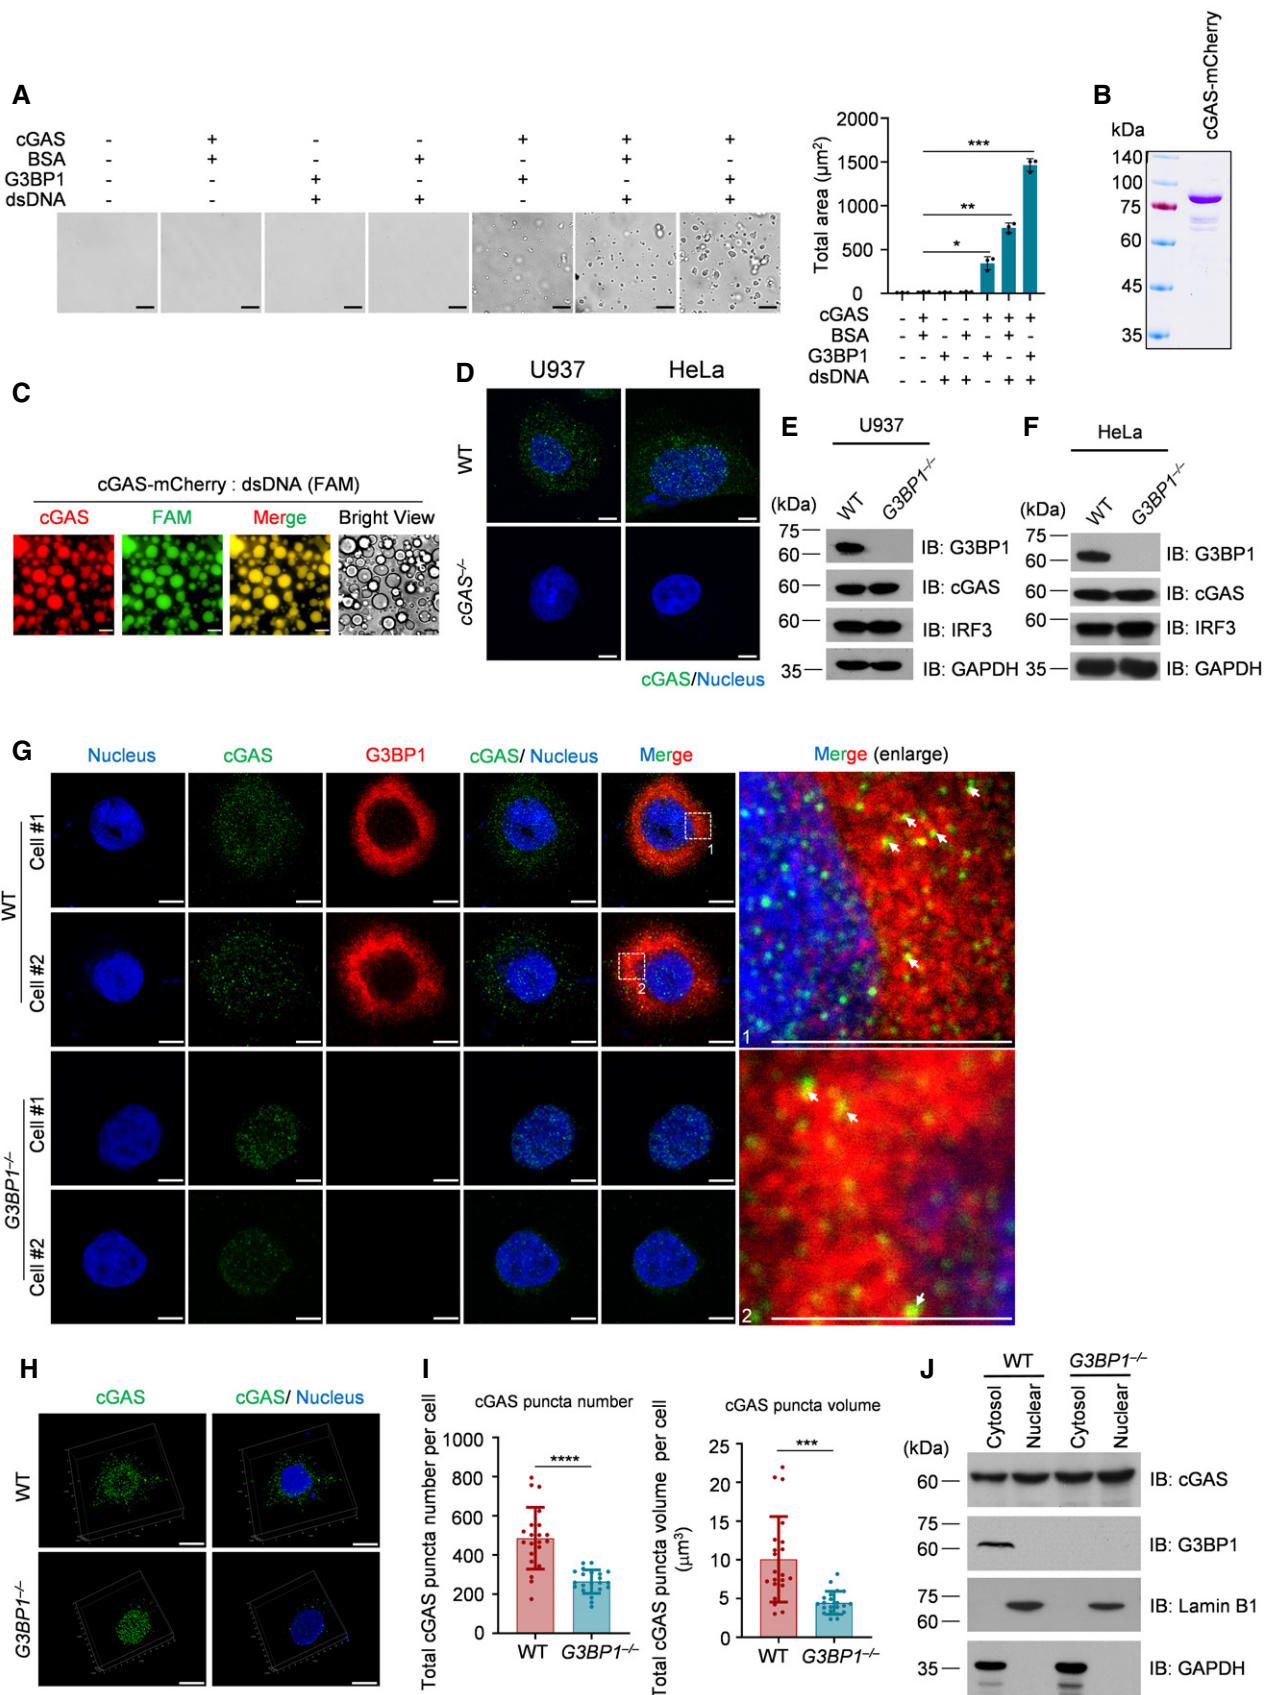 A
cGAS - + - - + + +
BSA - + - + - + -
G3BP1 - - + - + - +
dsDNA - - + + - + +
Total area (µm²)
2000
1500
1000
500
0
***
**
*
cGAS - + - - + + +
BSA - + - + - + -
G3BP1 - - + - + - +
dsDNA - - + + - + +
B
kDa
cGAS-mCherry
140
100
75
60
45
35
C
cGAS-mCherry : dsDNA (FAM)
cGAS FAM Merge Bright View
D
U937 HeLa
WT
cGAS–/–
cGAS/Nucleus
E
U937
(kDa) WT G3BP1–/–
75
60 IB: G3BP1
60 IB: cGAS
60 IB: IRF3
35 IB: GAPDH
F
HeLa
(kDa) WT G3BP1–/–
75
60 IB: G3BP1
60 IB: cGAS
60 IB: IRF3
35 IB: GAPDH
G
Nucleus cGAS G3BP1 cGAS/ Nucleus Merge Merge (enlarge)
WT
Cell #1
1
Cell #2
2
G3BP1–/–
Cell #1
Cell #2
1
2
H
cGAS cGAS/ Nucleus
WT
G3BP1–/–
I
cGAS puncta number
Total cGAS puncta number per cell
1000
800
600
400
200
0
****
WT G3BP1–/–
cGAS puncta volume
Total cGAS puncta volume per cell
(µm³)
25
20
15
10
5
0
***
WT G3BP1–/–
J
WT G3BP1–/–
(kDa) Cytosol Nuclear Cytosol Nuclear
60 IB: cGAS
75
60 IB: G3BP1
75
60 IB: Lamin B1
35 IB: GAPDH